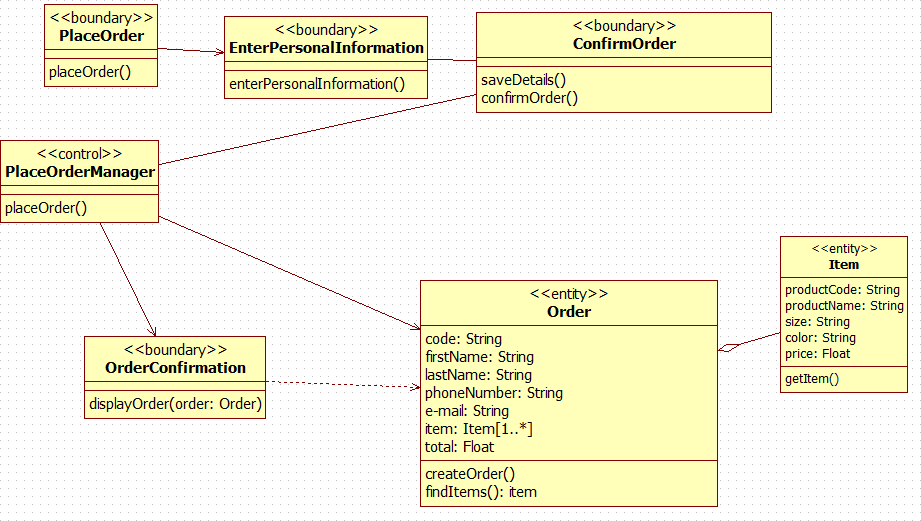 <<boundary>>
PlaceOrder
placeOrder()
<<boundary>>
EnterPersonalInformation
enterPersonalInformation()
<<boundary>>
ConfirmOrder
saveDetails()
confirmOrder()
<<control>>
PlaceOrderManager
placeOrder()
<<boundary>>
OrderConfirmation
displayOrder(order: Order)
<<entity>>
Order
code: String
firstName: String
lastName: String
phoneNumber: String
e-mail: String
item: Item[1..*]
total: Float
createOrder()
findItems(): item
<<entity>>
Item
productCode: String
productName: String
size: String
color: String
price: Float
getItem()